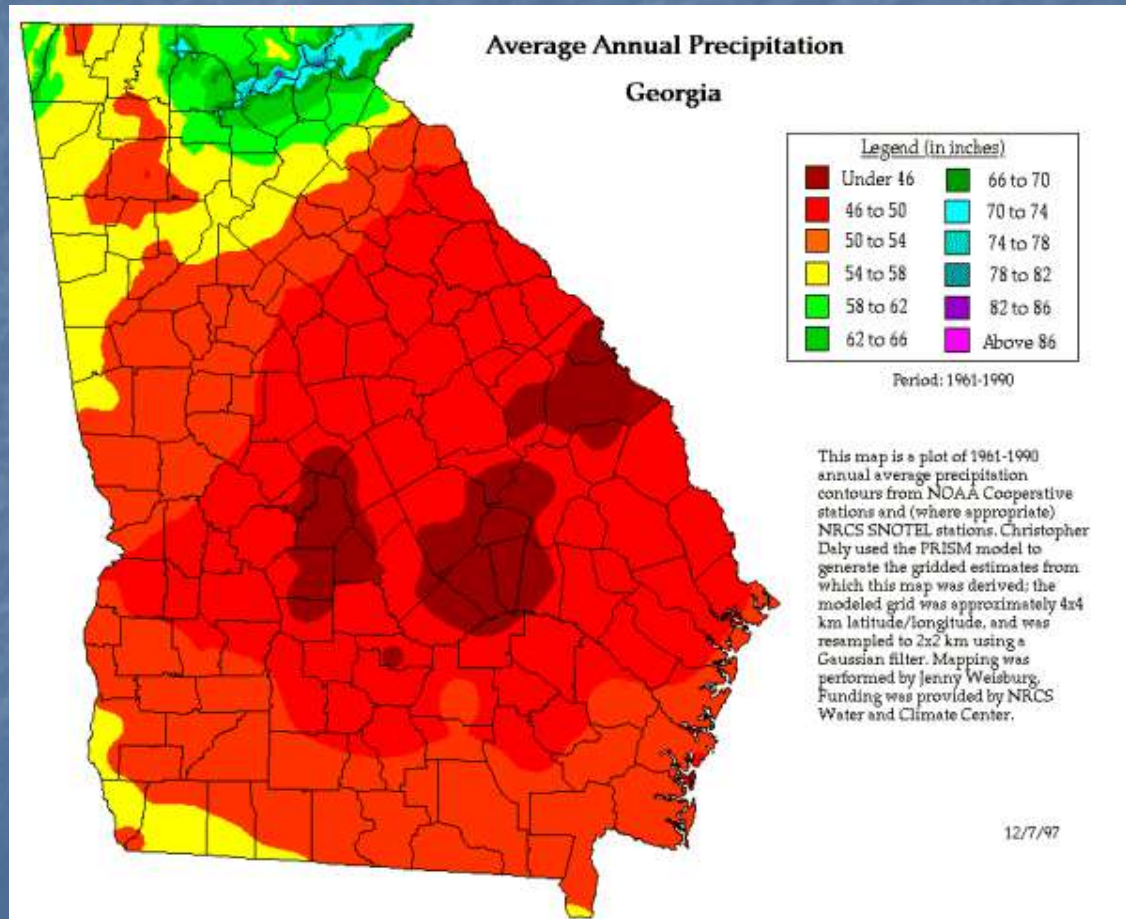 Average Annual Precipitation
Georgia
Legend (in inches)
Under 46
46 to 50
50 to 54
54 to 58
58 to 62
62 to 66
66 to 70
70 to 74
74 to 78
78 to 82
82 to 86
Above 86
Period: 1961-1990
This map is a plot of 1961-1990
annual average precipitation
contours from NOAA Cooperative
stations and (where appropriate)
NRCS SNOTEL stations. Christopher
Daly used the PRISM model to
generate the gridded estimates from
which this map was derived; the
modeled grid was approximately 4x4
km latitude/longitude, and was
resampled to 2x2 km using a
Gaussian filter. Mapping was
performed by Jenny Weisburg.
Funding was provided by NRCS
Water and Climate Center.
12/7/97